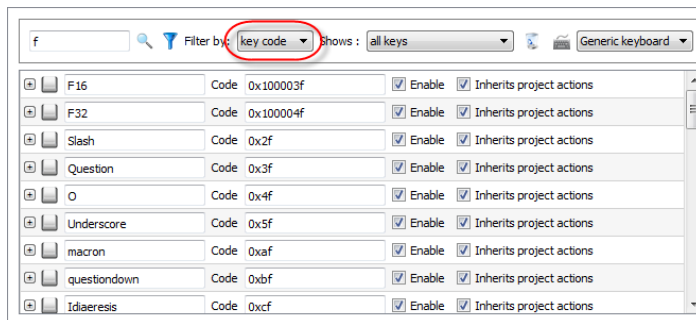 f Filter by: key code Shows : all keys Generic keyboard
F16 Code 0x100003f Enable Inherits project actions
F32 Code 0x100004f Enable Inherits project actions
Slash Code 0x2f Enable Inherits project actions
Question Code 0x3f Enable Inherits project actions
O Code 0x4f Enable Inherits project actions
Underscore Code 0x5f Enable Inherits project actions
macron Code 0xaf Enable Inherits project actions
questiondown Code 0xbf Enable Inherits project actions
Idiaeresis Code 0xcf Enable Inherits project actions